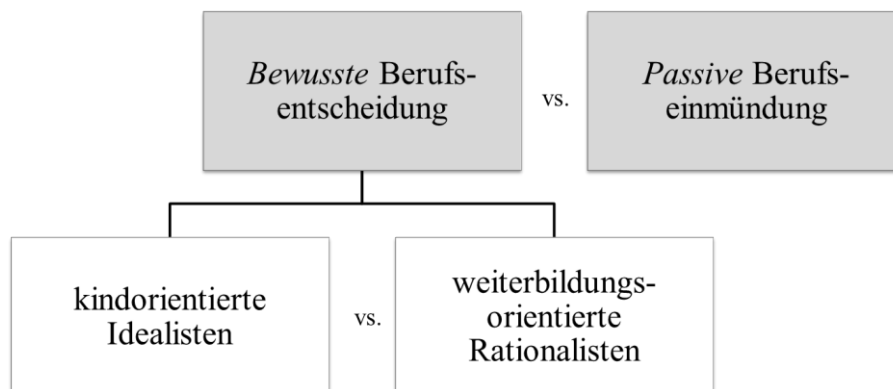 Bewusste Berufs-
entscheidung
vs.
Passive Berufs-
einmündung
kindorientierte
Idealisten
vs.
weiterbildungs-
orientierte
Rationalisten